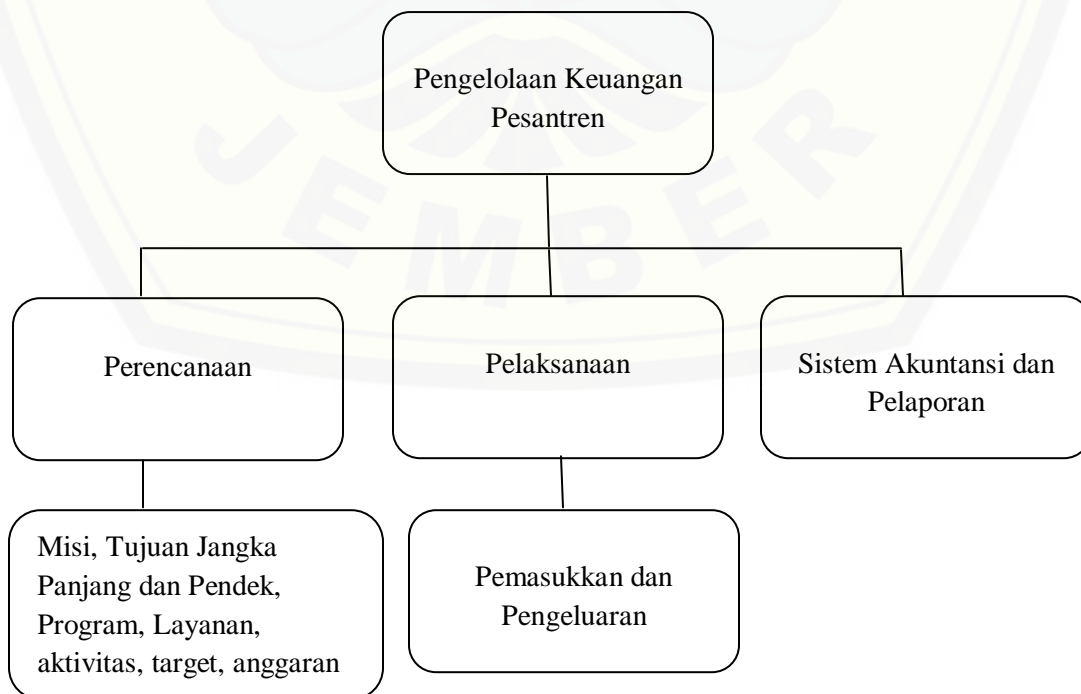 Pengelolaan Keuangan
Pesantren
JEMBER
Perencanaan
Pelaksanaan
Sistem Akuntansi dan
Pelaporan
Misi, Tujuan Jangka
Panjang dan Pendek,
Program, Layanan,
aktivitas, target, anggaran
Pemasukkan dan
Pengeluaran